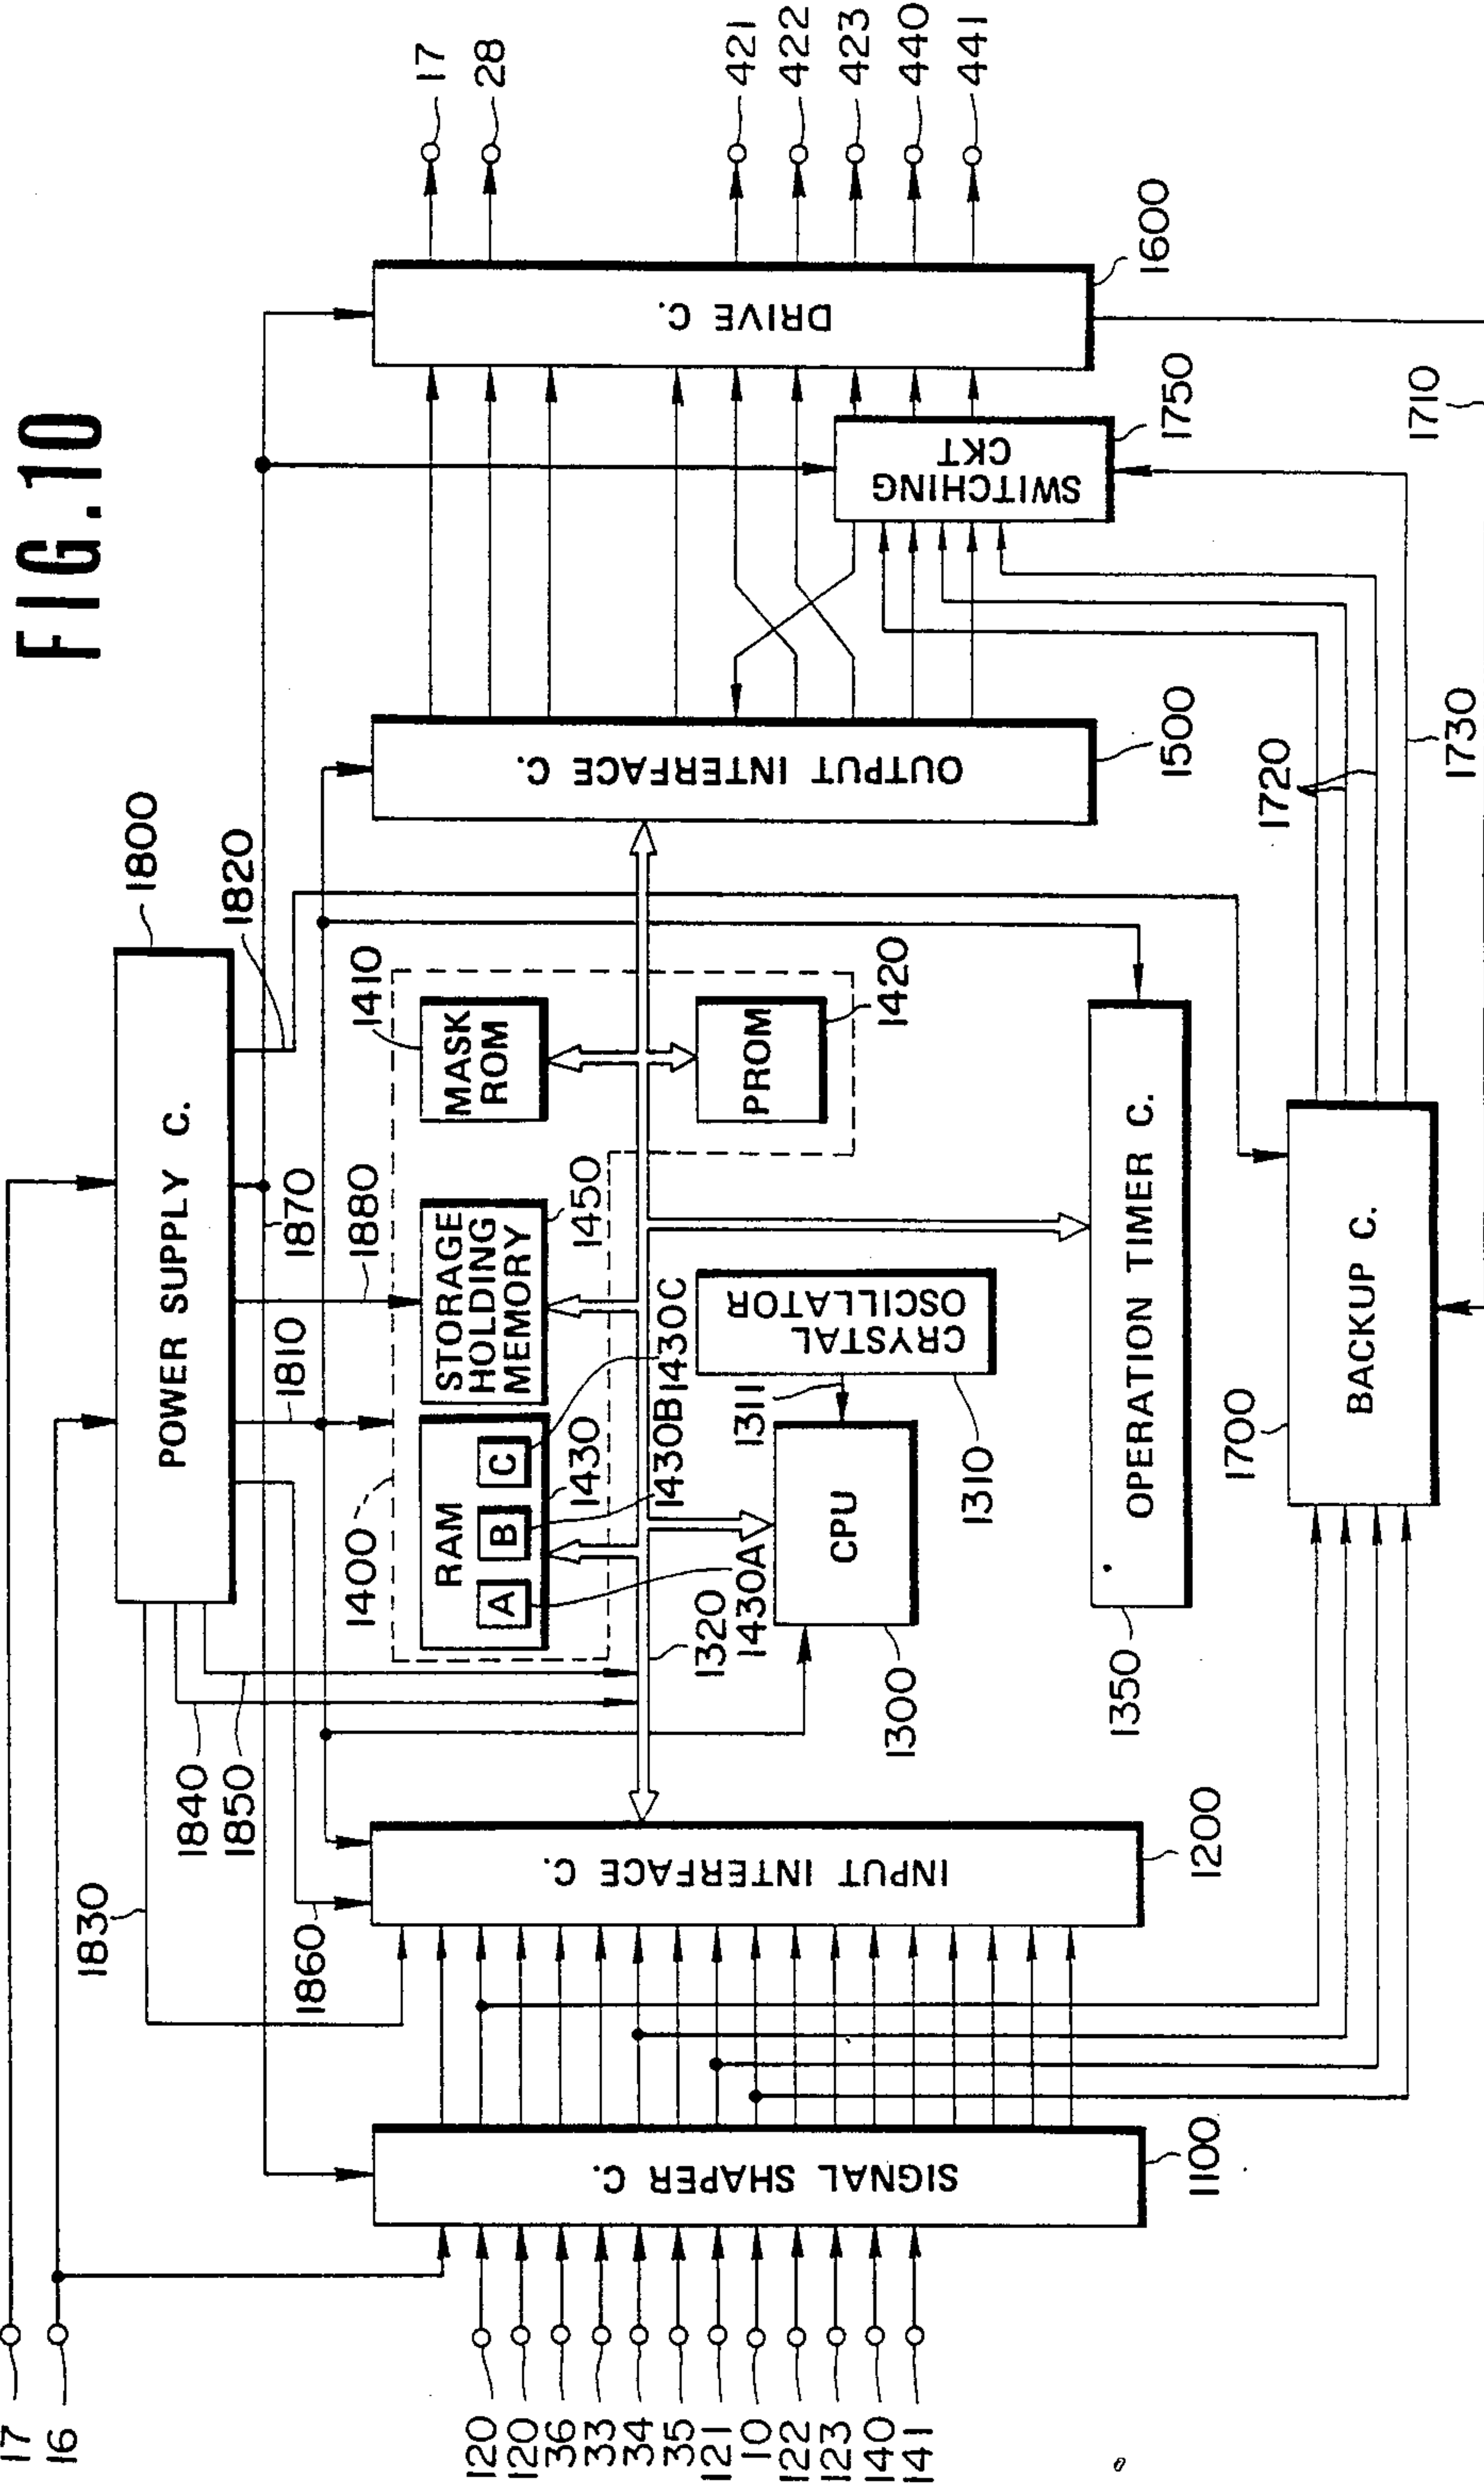 FIG.10
17
16
1830
1840
1850
1860
POWER SUPPLY C.
1800
1820
1870
1880
1810
1400
RAM
A
B
C
1430
1430A
1430B
1430C
STORAGE
HOLDING
MEMORY
1450
MASK
ROM
1410
PROM
1420
1320
CPU
1300
1311
CRYSTAL
OSCILLATOR
1310
OPERATION TIMER C.
1350
120
120
36
33
34
35
121
10
122
123
140
141
SIGNAL SHAPER C.
1100
INPUT INTERFACE C.
1200
OUTPUT INTERFACE C.
1500
SWITCHING
CKT
1750
DRIVE C.
1600
17
28
421
422
423
440
441
BACKUP C.
1700
1720
1730
1710